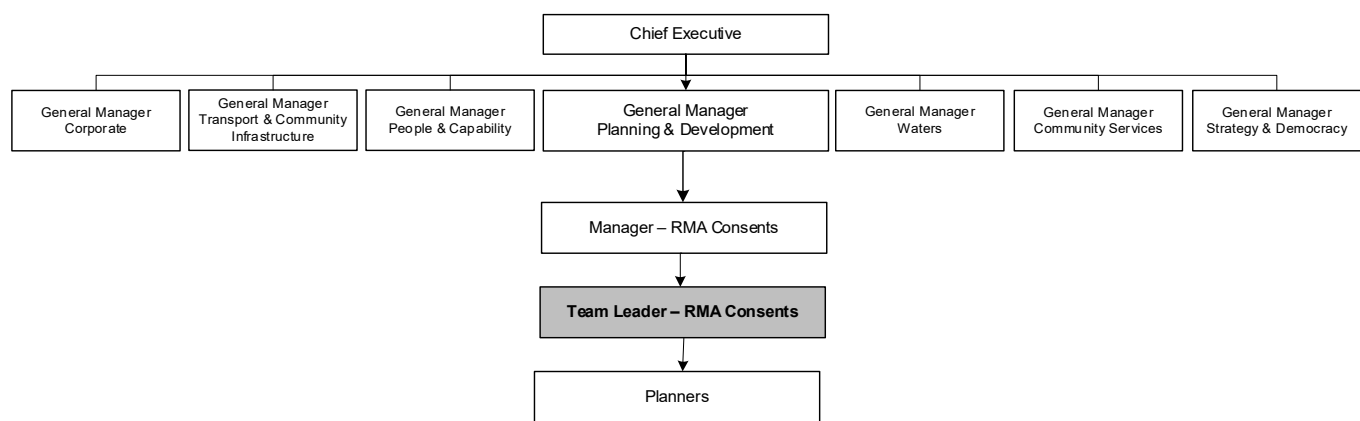 Chief Executive
General Manager
Corporate
General Manager
Transport & Community
Infrastructure
General Manager
People & Capability
General Manager
Planning & Development
General Manager
Waters
General Manager
Community Services
General Manager
Strategy & Democracy
Manager – RMA Consents
Team Leader – RMA Consents
Planners